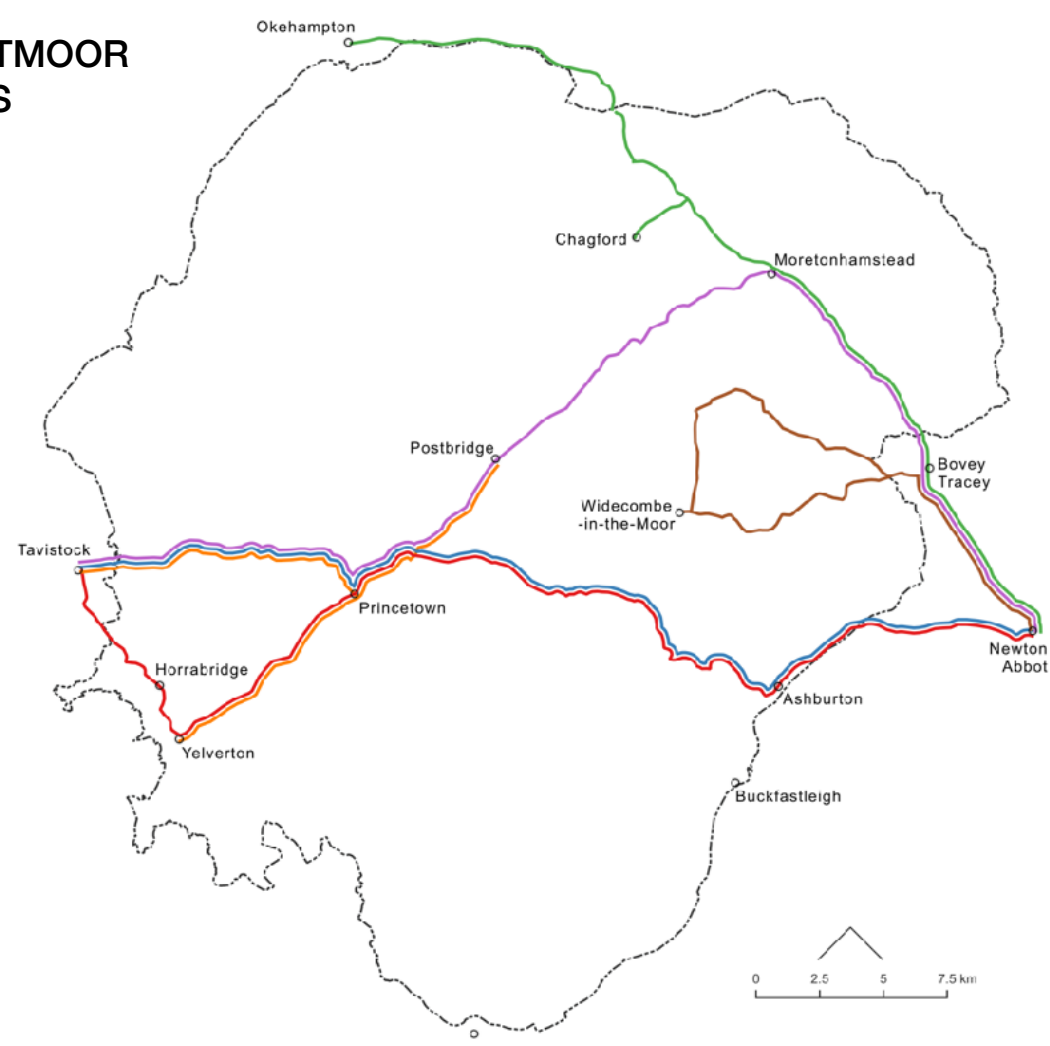 TMOOR
S
Okehampton
Chagford
Moretonhamstead
Postbridge
Bovey
Tracey
Widecombe
-in-the-Moor
Tavistock
Princetown
Newton
Abbot
Horrabridge
Ashburton
Yelverton
Buckfastleigh
0 2.5 5 7.5 km